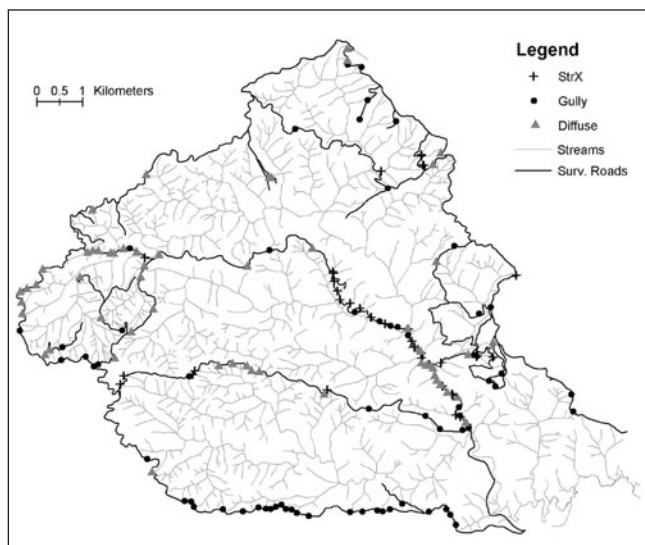 Legend
0 0.5 1 Kilometers
StrX
Gully
Diffuse
Streams
Surv. Roads